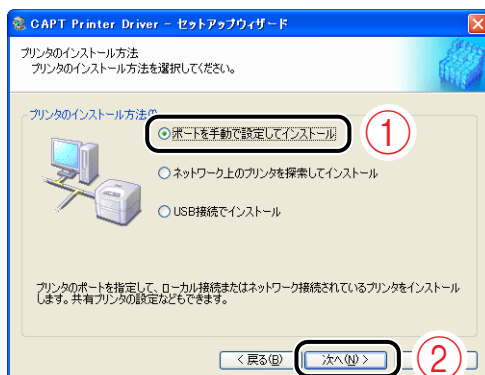 CAPT Printer Driver - セットアップウィザード
プリンタのインストール方法
プリンタのインストール方法を選択してください。
プリンタのインストール方法(I)
ポートを手動で設定してインストール
①
ネットワーク上のプリンタを探索してインストール
USB接続でインストール
プリンタのポートを指定して、ローカル接続またはネットワーク接続されているプリンタをインストール
します。共有プリンタの設定などもできます。
< 戻る(B)
次へ(N) >
②